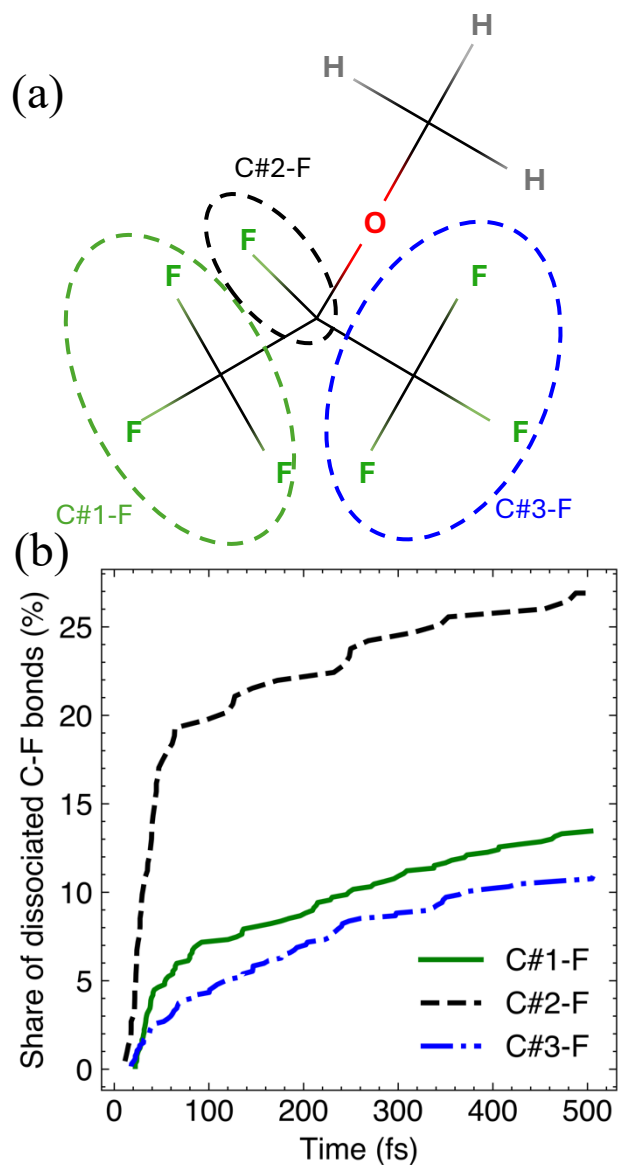 (a)
H
H
H
O
C#2-F
F
F
F
F
F
F
F
C#1-F
C#3-F
(b)
Share of dissociated C-F bonds (%)
25
20
15
10
5
0
C#1-F
C#2-F
C#3-F
0 100 200 300 400 500
Time (fs)